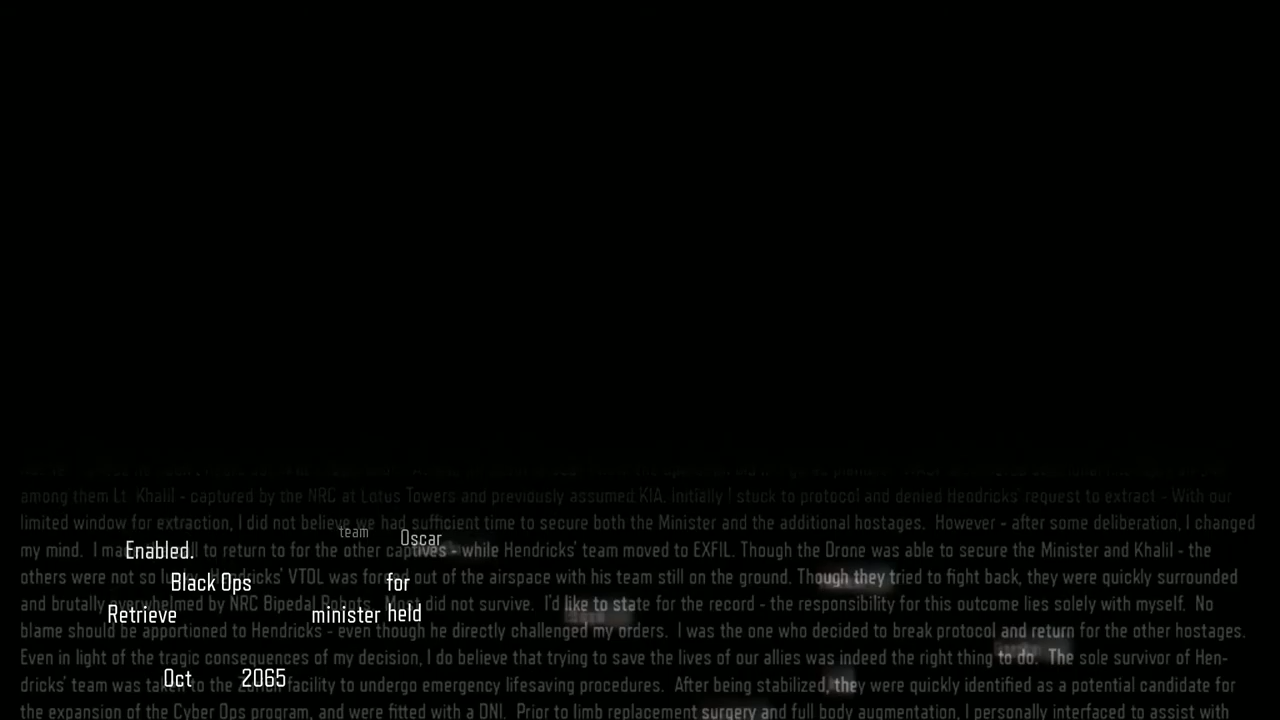 among them Lt. Khalil - captured by the NRC at Lotus Towers and previously assumed KIA. Initially I stuck to protocol and denied Hendricks' request to extract - With our
limited window for extraction, I did not believe we had sufficient time to secure both the Minister and the additional hostages. However - after some deliberation, I changed
team Oscar
my mind. I made the call to return to for the other captives - while Hendricks' team moved to EXFIL. Though the Drone was able to secure the Minister and Khalil - the
Enabled.
others were not so lucky. Hendricks' VTOL was forced out of the airspace with his team still on the ground. Though they tried to fight back, they were quickly surrounded
Black Ops for
and brutally overwhelmed by NRC Bipedal Robots. Most did not survive. I'd like to state for the record - the responsibility for this outcome lies solely with myself. No
Retrieve minister held
blame should be apportioned to Hendricks - even though he directly challenged my orders. I was the one who decided to break protocol and return for the other hostages.
Even in light of the tragic consequences of my decision, I do believe that trying to save the lives of our allies was indeed the right thing to do. The sole survivor of Hen-
dricks' team was taken to the facility to undergo emergency lifesaving procedures. After being stabilized, they were quickly identified as a potential candidate for
Oct 2065
the expansion of the Cyber Ops program, and were fitted with a DNI. Prior to limb replacement surgery and full body augmentation, I personally interfaced to assist with